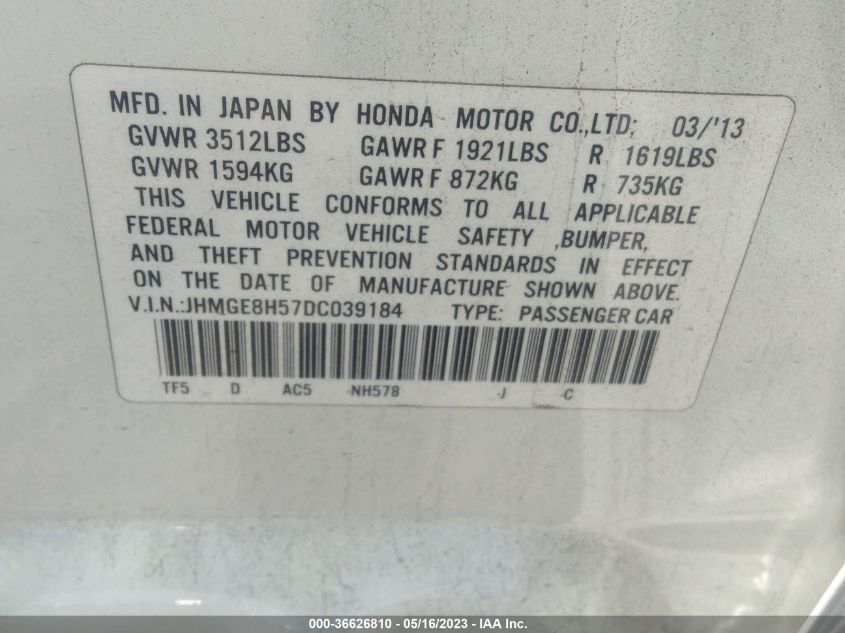 MFD. IN JAPAN BY HONDA MOTOR CO.,LTD; 03/'13
GVWR 3512LBS GAWR F 1921LBS R 1619LBS
GVWR 1594KG GAWR F 872KG R 735KG
THIS VEHICLE CONFORMS TO ALL APPLICABLE
FEDERAL MOTOR VEHICLE SAFETY ,BUMPER,
AND THEFT PREVENTION STANDARDS IN EFFECT
ON THE DATE OF MANUFACTURE SHOWN ABOVE.
V.I.N.:JHMGE8H57DC039184 TYPE: PASSENGER CAR
TF5 D AC5 -NH578 -J -C
000-36626810 - 05/16/2023 - IAA Inc.